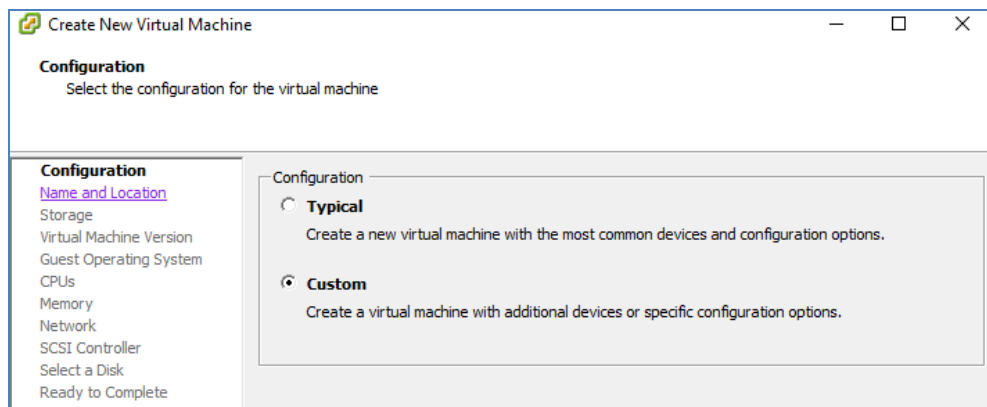 Create New Virtual Machine
Configuration
Select the configuration for the virtual machine
Configuration
Name and Location
Storage
Virtual Machine Version
Guest Operating System
CPUs
Memory
Network
SCSI Controller
Select a Disk
Ready to Complete
Configuration
Typical
Create a new virtual machine with the most common devices and configuration options.
Custom
Create a virtual machine with additional devices or specific configuration options.